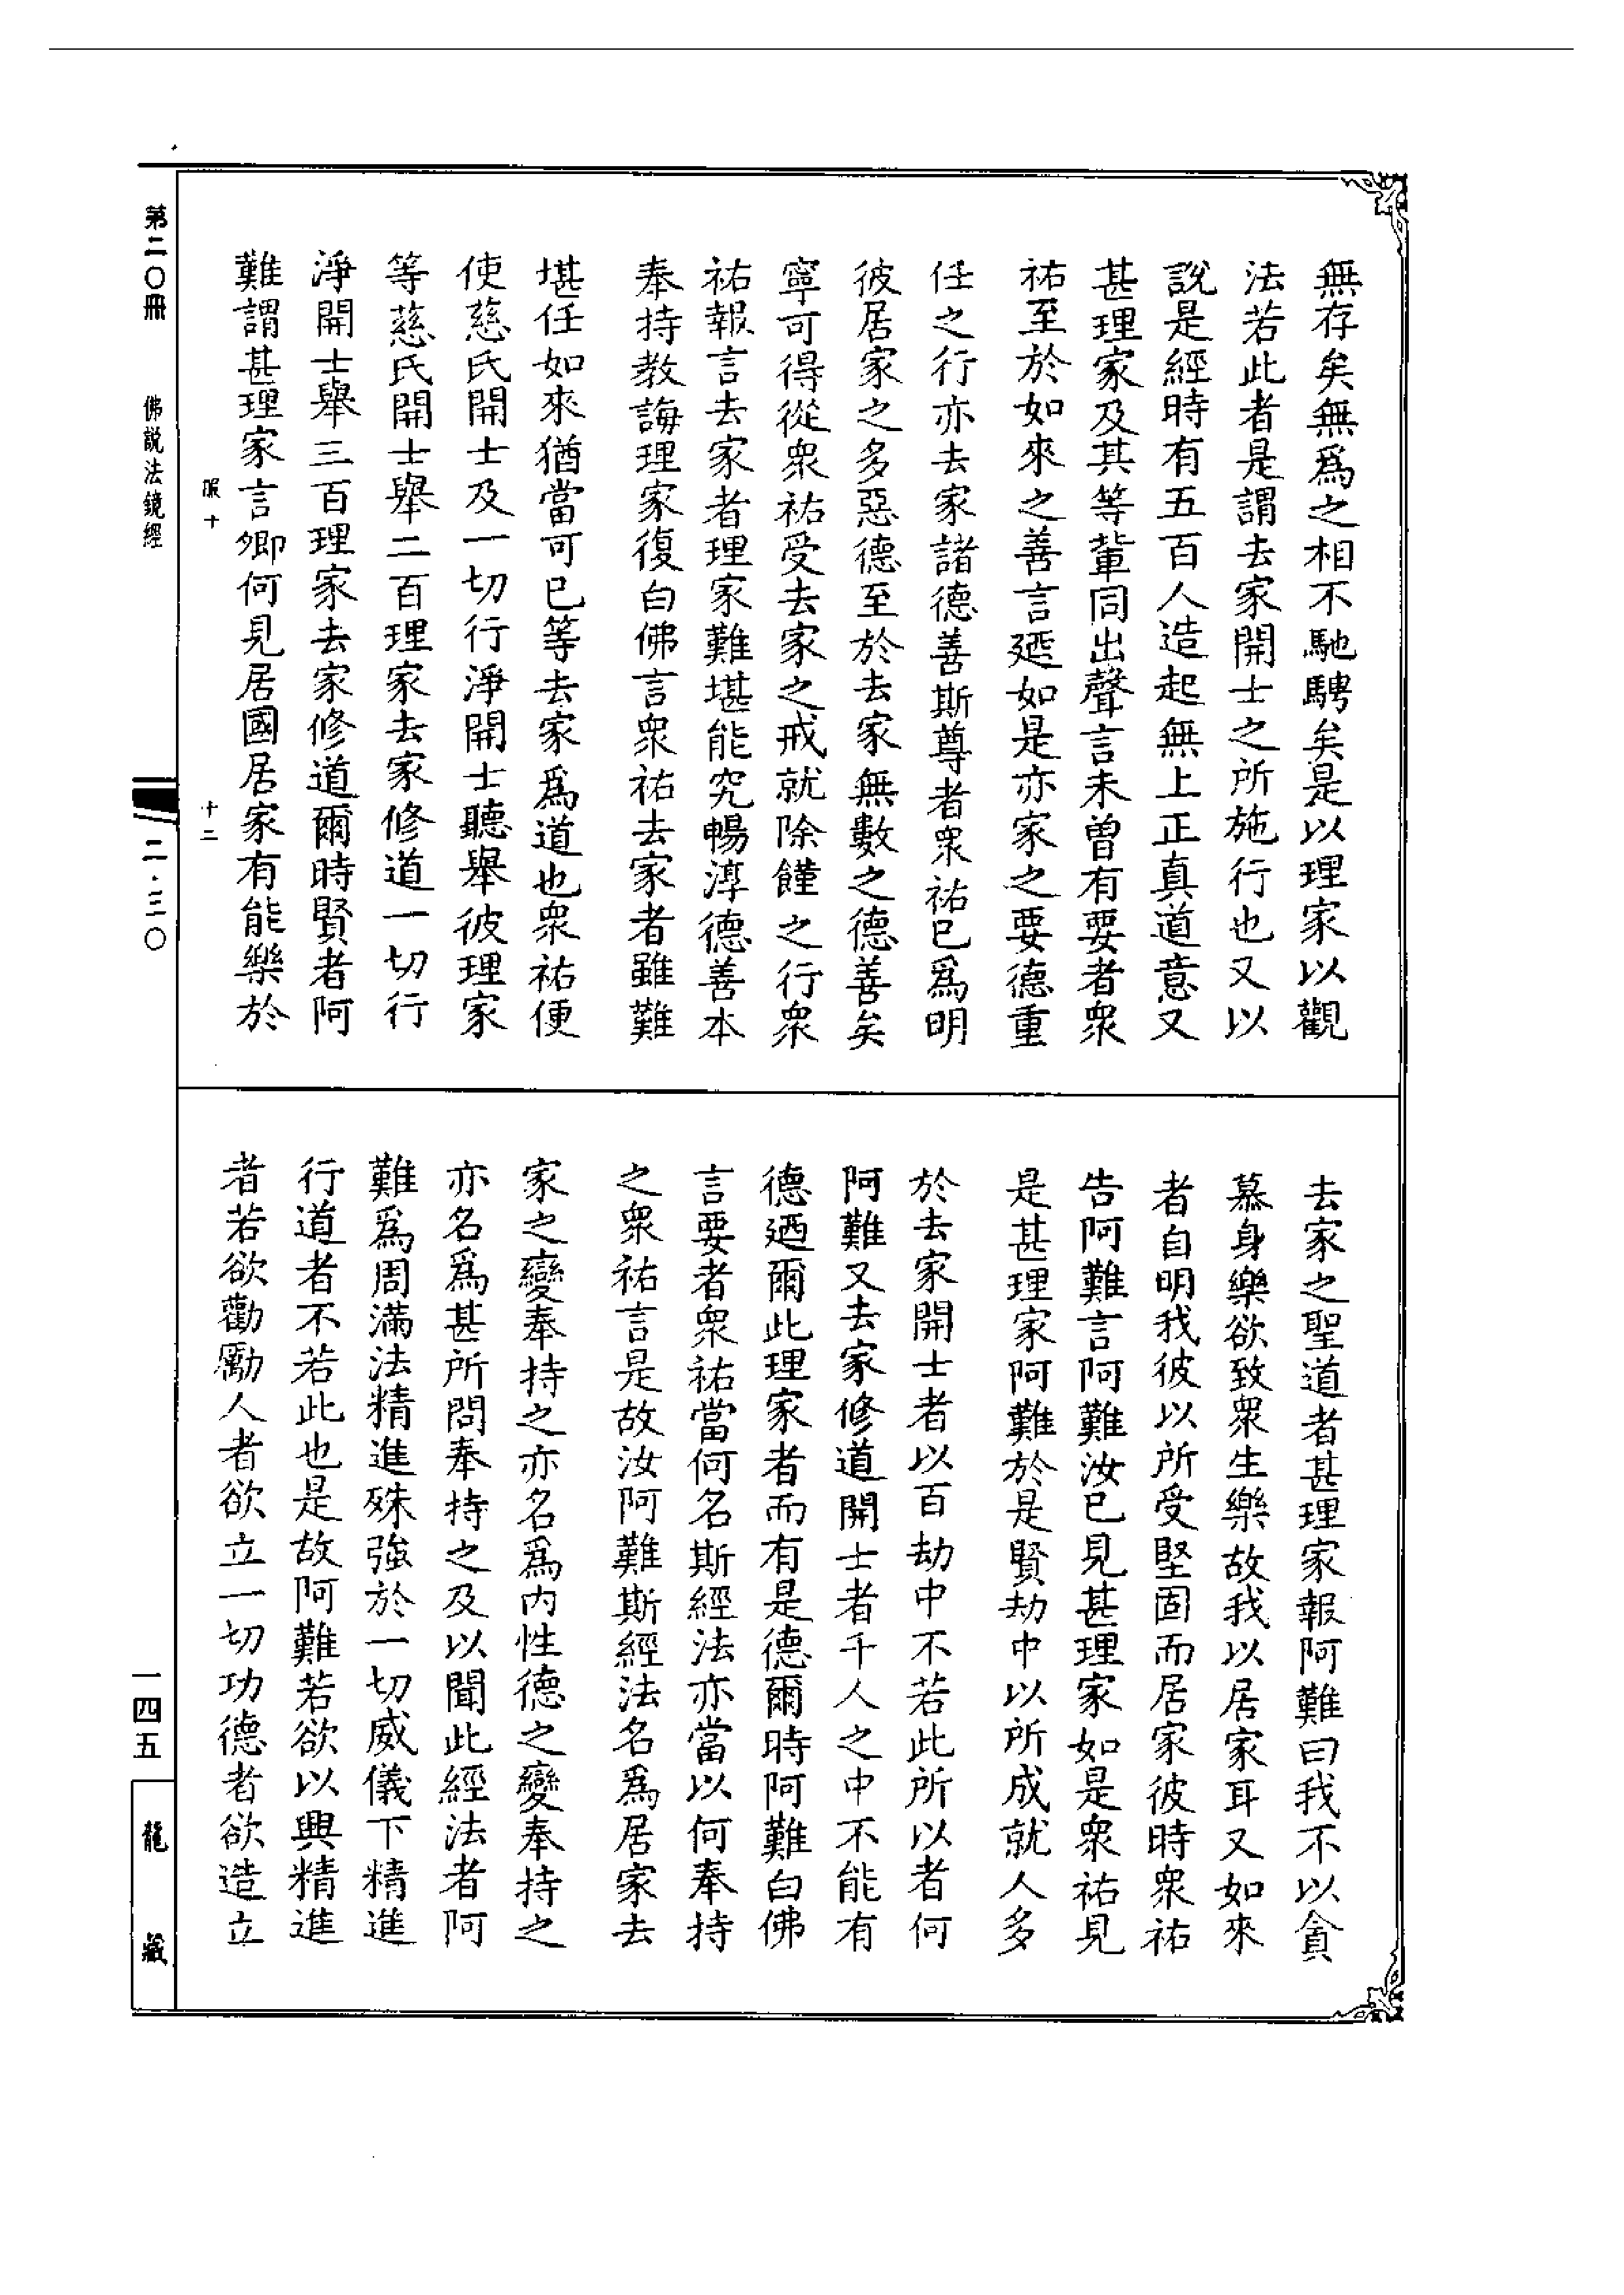 無存矣無爲之相不馳騁矣是以理家以觀
法若此者是謂去家開士之所施行也又以
說是經時有五百人造起無上正真道意又
甚理家及其等輩同出聲言未曾有要者衆
祐至於如來之善言迺如是亦家之要德重
任之行亦去家諸德善斯尊者衆祐已爲明
彼居家之多惡德至於去家無數之德善矣
寧可得從衆祐受去家之戒就除饉之行衆
祐報言去家者理家難堪能究暢淳德善本
奉持教誨理家復白佛言衆祐去家者雖難
堪任如來猶當可已等去家爲道也衆祐便
使慈氏開士及一切行淨開士聽舉彼理家
等慈氏開士舉二百理家去家修道一切行
淨開士舉三百理家去家修道爾時賢者阿
難謂甚理家言卿何見居國居家有能樂於
去家之聖道者甚理家報阿難曰我不以貪
慕身樂欲致衆生樂故我以居家耳又如來
者自明我彼以所受堅固而居家彼時衆祐
告阿難言阿難汝已見甚理家如是衆祐見
是甚理家阿難於是賢劫中以所成就人多
於去家開士者以百劫中不若此所以者何
阿難又去家修道開士者千人之中不能有
德迺爾此理家者而有是德爾時阿難白佛
言要者衆祐當何名斯經法亦當以何奉持
之衆祐言是故汝阿難斯經法名爲居家去
家之變奉持之亦名爲内性德之變奉持之
亦名爲甚所問奉持之及以聞此經法者阿
難爲周滿法精進殊強於一切威儀下精進
行道者不若此也是故阿難若欲以興精進
者若欲勸勵人者欲立一切功德者欲造立
服十
十二
第二〇冊
佛說法鏡經
二·三〇
一四五
龍藏